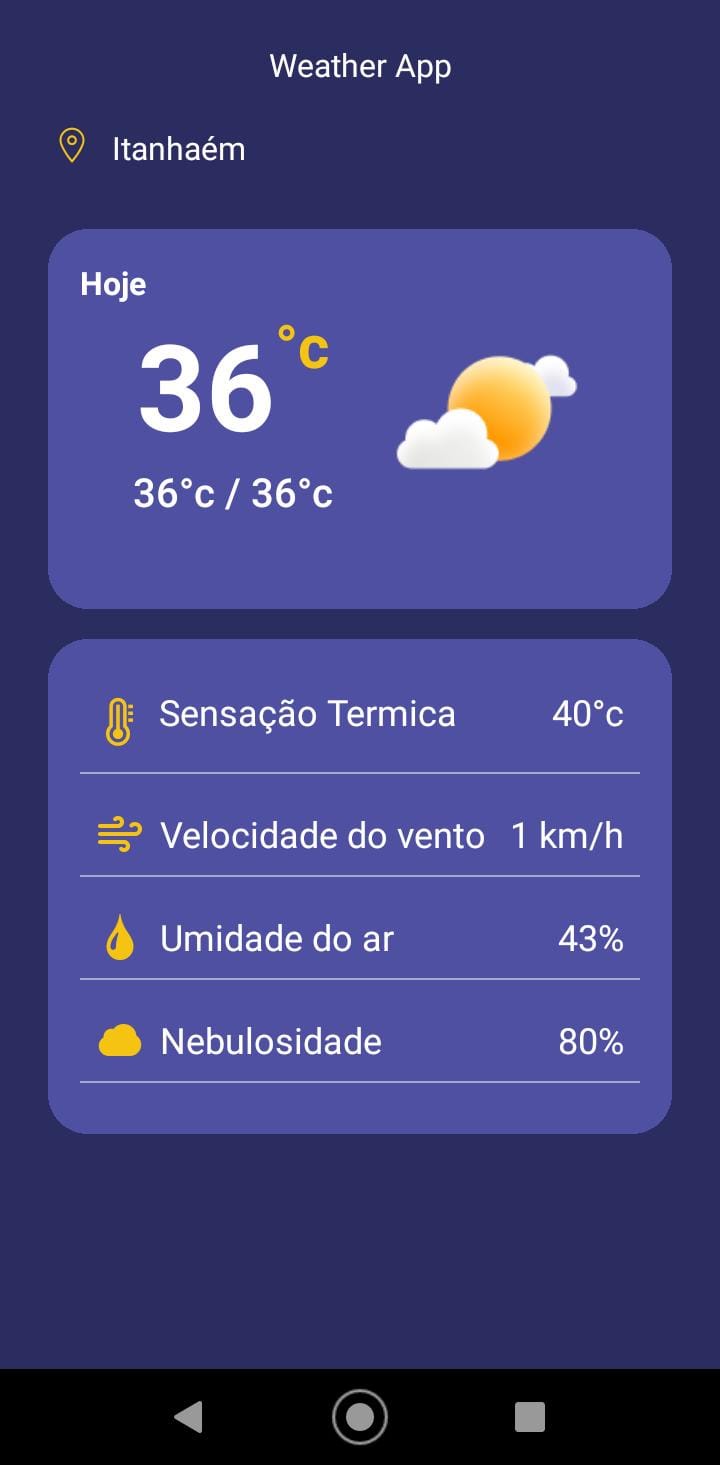 Weather App
Itanhaém
Hoje
36 °c
36°c / 36°c
Sensação Termica 40°c
Velocidade do vento 1 km/h
Umidade do ar 43%
Nebulosidade 80%